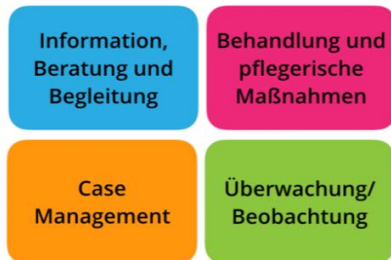 Information,
Beratung und
Begleitung
Behandlung und
pflegerische
Maßnahmen
Case
Management
Überwachung/
Beobachtung